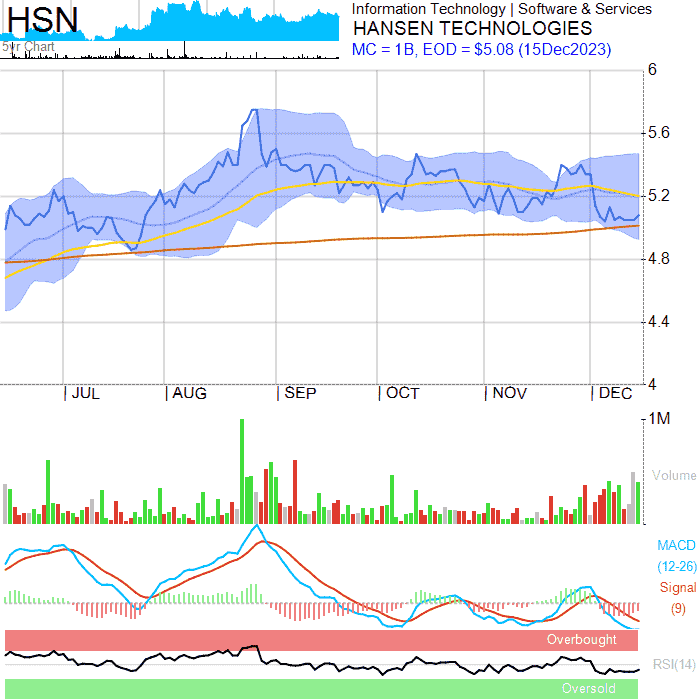 HSN
5yr Chart
Information Technology | Software & Services
HANSEN TECHNOLOGIES
MC = 1B, EOD = $5.08 (15Dec2023)
6
5.6
5.2
4.8
4.4
4
JUL
AUG
SEP
OCT
NOV
DEC
1M
Volume
MACD
(12-26)
Signal
(9)
Overbought
RSI(14)
Oversold